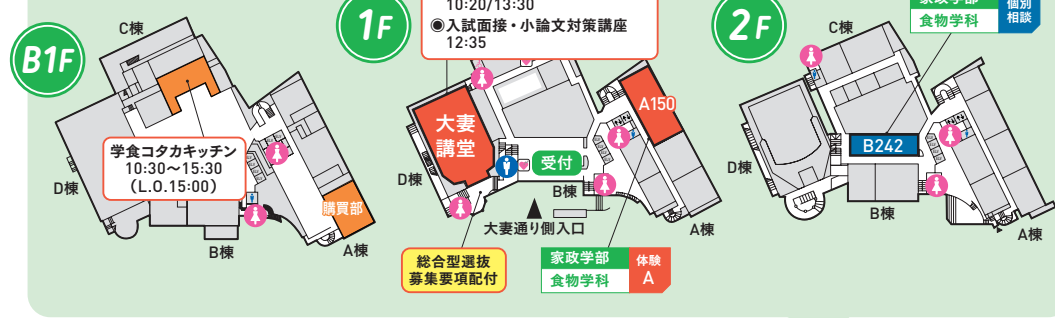 B1F
C棟
学食コタカキッチン
10:30〜15:30
(L.O.15:00)
D棟
購買部
B棟
A棟
1F
10:20/13:30
◉入試面接・小論文対策講座
12:35
大妻
講堂
A150
受付
D棟
B棟
大妻通り側入口
A棟
総合型選抜
募集要項配付
家政学部
食物学科
体験
A
2F
家政学部
食物学科
個別
相談
C棟
B242
D棟
B棟
A棟